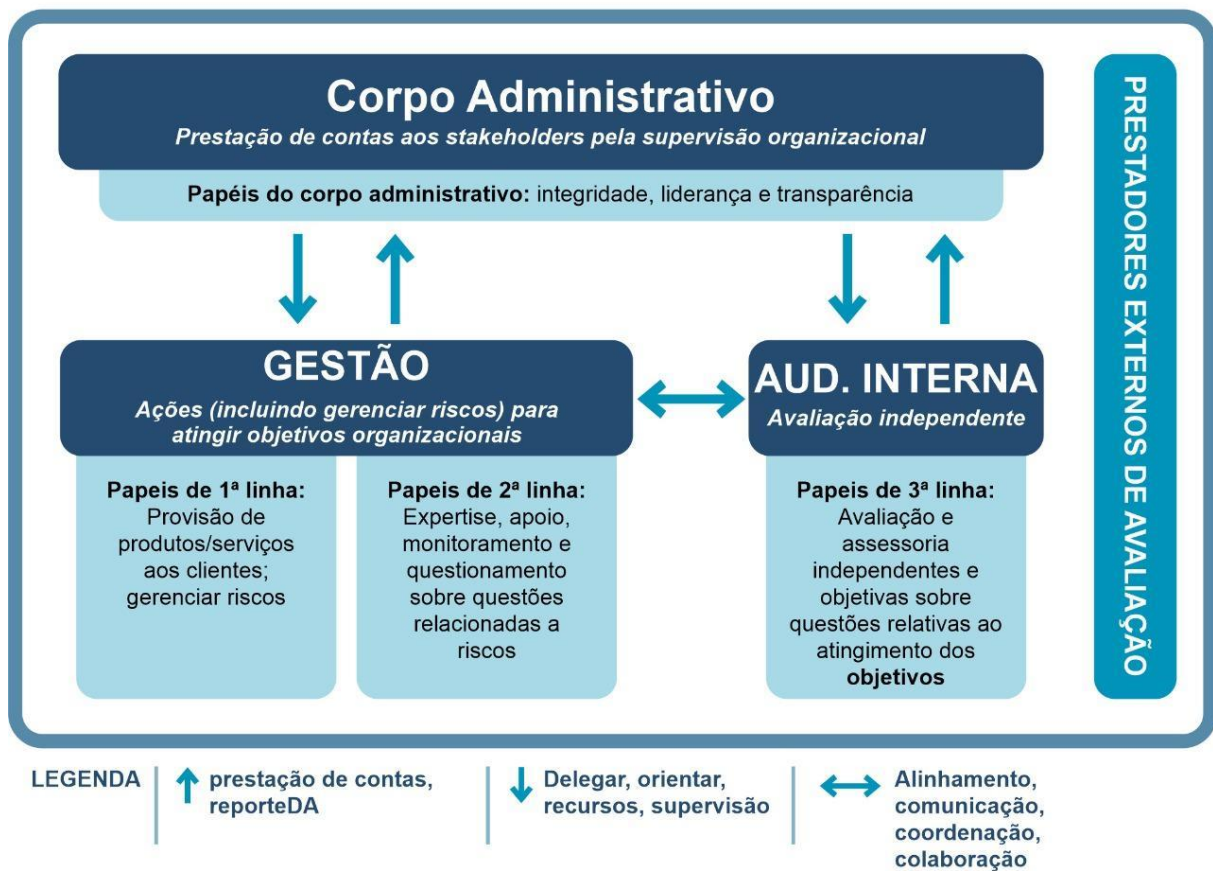 Corpo Administrativo
Prestação de contas aos stakeholders pela supervisão organizacional
Papéis do corpo administrativo: integridade, liderança e transparência
GESTÃO
Ações (incluindo gerenciar riscos) para
atingir objetivos organizacionais
Papeis de 1ª linha:
Provisão de
produtos/serviços
aos clientes;
gerenciar riscos
Papeis de 2ª linha:
Expertise, apoio,
monitoramento e
questionamento
sobre questões
relacionadas a
riscos
AUD. INTERNA
Avaliação independente
Papeis de 3ª linha:
Avaliação e
assessoria
independentes e
objetivas sobre
questões relativas ao
atingimento dos
objetivos
PRESTADORES EXTERNOS DE AVALIAÇÃO
LEGENDA
prestação de contas,
reporteDA
Delegar, orientar,
recursos, supervisão
Alinhamento,
comunicação,
coordenação,
colaboração